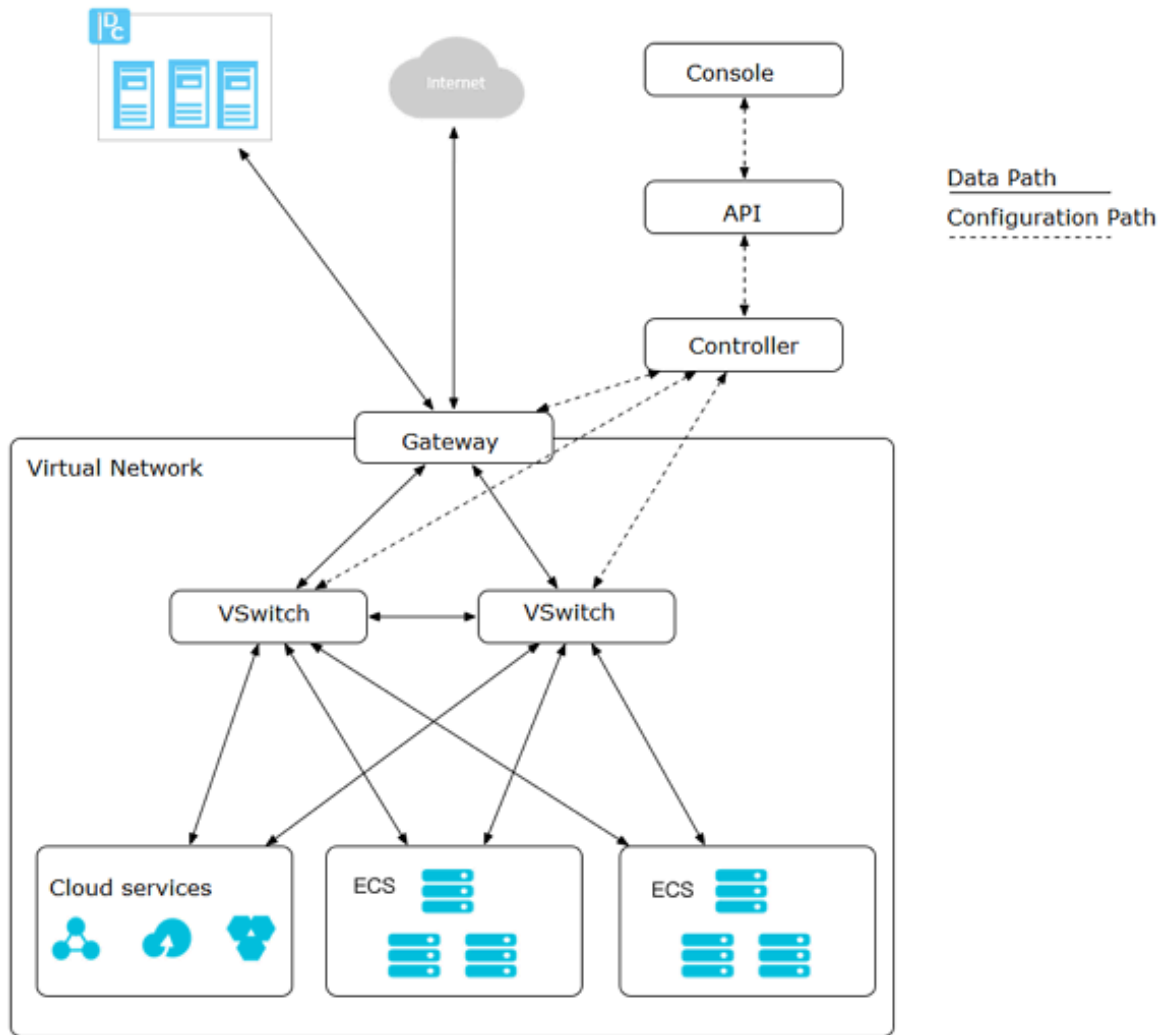 IDC
Internet
Console
API
Data Path
Configuration Path
Controller
Gateway
Virtual Network
VSwitch
VSwitch
Cloud services
ECS
ECS